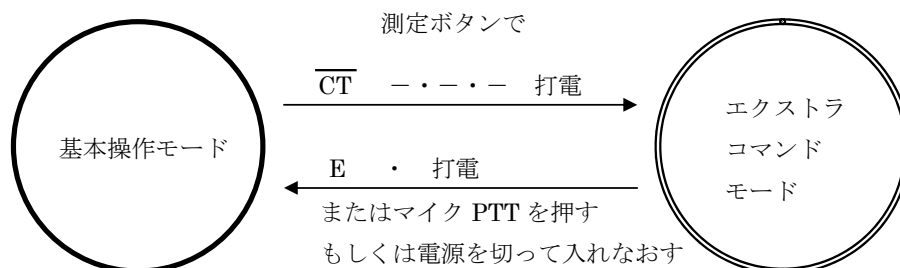 測定ボタンで
CT －・－・－ 打電
基本操作モード
エクストラ
コマンド
モード
E ・ 打電
またはマイク PTT を押す
もしくは電源を切って入れなおす